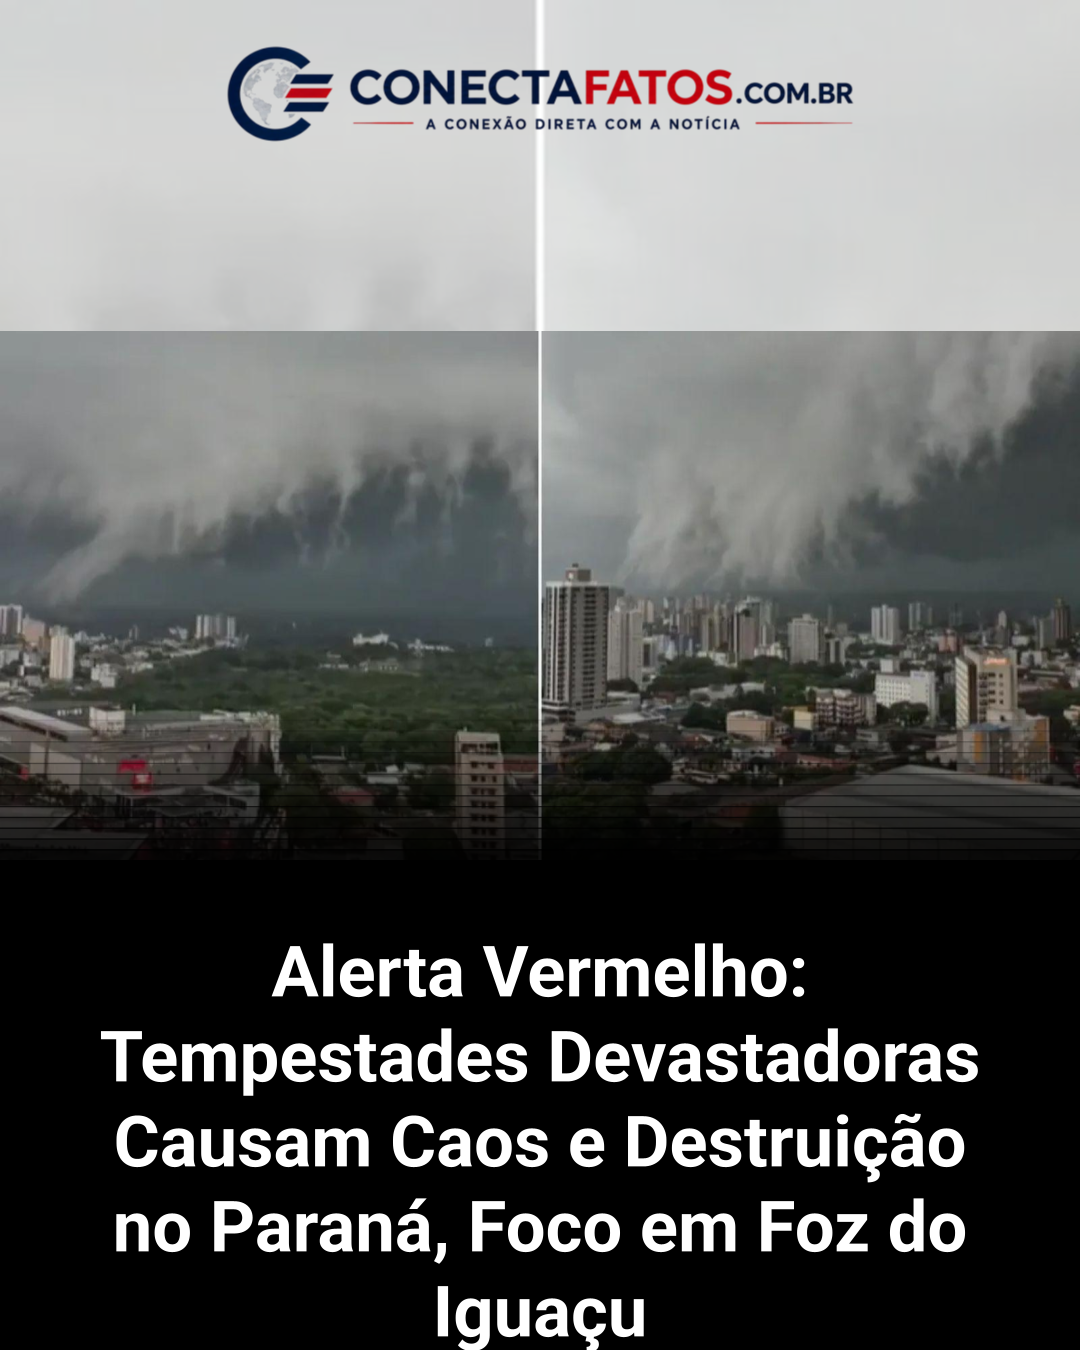 CONECTAFATOS.COM.BR
A CONEXÃO DIRETA COM A NOTÍCIA
Alerta Vermelho:
Tempestades Devastadoras
Causam Caos e Destruição
no Paraná, Foco em Foz do
Iguaçu